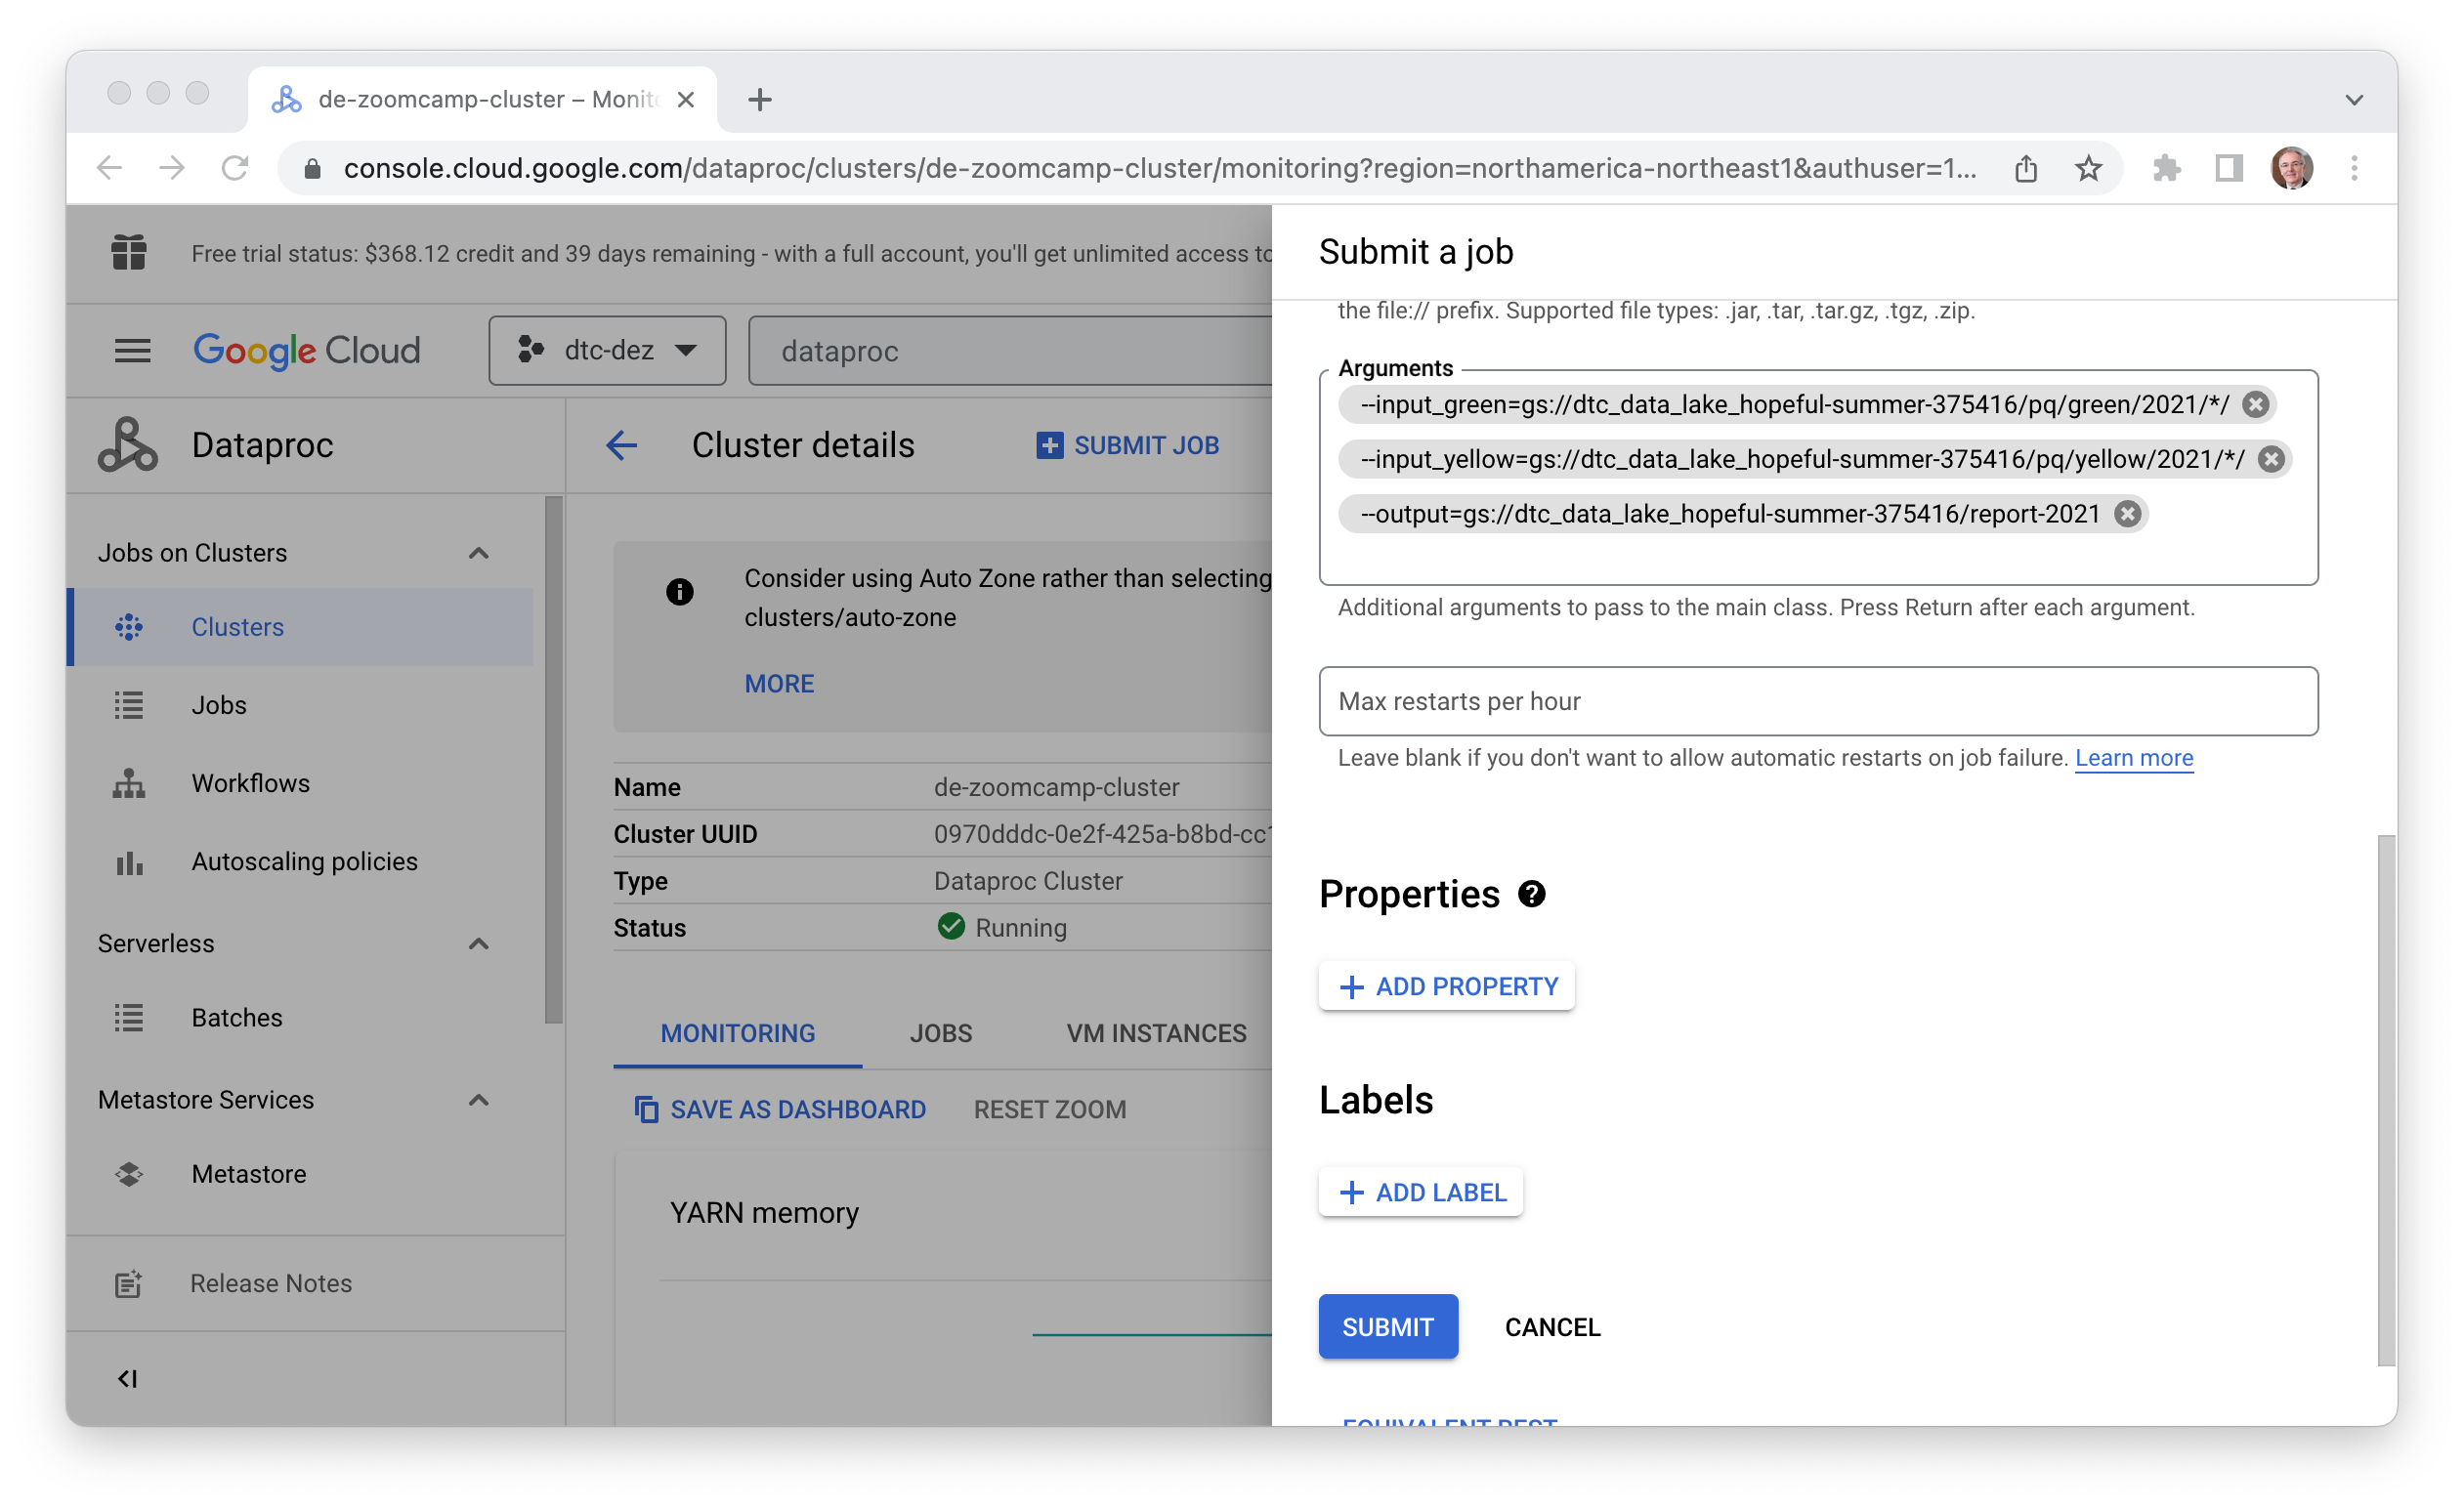 de-zoomcamp-cluster – Monit
console.cloud.google.com/dataproc/clusters/de-zoomcamp-cluster/monitoring?region=northamerica-northeast1&authuser=1...
Free trial status: $368.12 credit and 39 days remaining - with a full account, you'll get unlimited access to
Google Cloud
dtc-dez
dataproc
Dataproc
Jobs on Clusters
Clusters
Jobs
Workflows
Autoscaling policies
Serverless
Batches
Metastore Services
Metastore
Release Notes
Cluster details
SUBMIT JOB
Consider using Auto Zone rather than selecting
clusters/auto-zone
MORE
Name de-zoomcamp-cluster
Cluster UUID 0970dddc-0e2f-425a-b8bd-cc1
Type Dataproc Cluster
Status Running
MONITORING JOBS VM INSTANCES
SAVE AS DASHBOARD RESET ZOOM
YARN memory
Submit a job
the file:// prefix. Supported file types: .jar, .tar, .tar.gz, .tgz, .zip.
Arguments
--input_green=gs://dtc_data_lake_hopeful-summer-375416/pq/green/2021/*/
--input_yellow=gs://dtc_data_lake_hopeful-summer-375416/pq/yellow/2021/*/
--output=gs://dtc_data_lake_hopeful-summer-375416/report-2021
Additional arguments to pass to the main class. Press Return after each argument.
Max restarts per hour
Leave blank if you don't want to allow automatic restarts on job failure. Learn more
Properties
ADD PROPERTY
Labels
ADD LABEL
SUBMIT CANCEL
EQUIVALENT REST